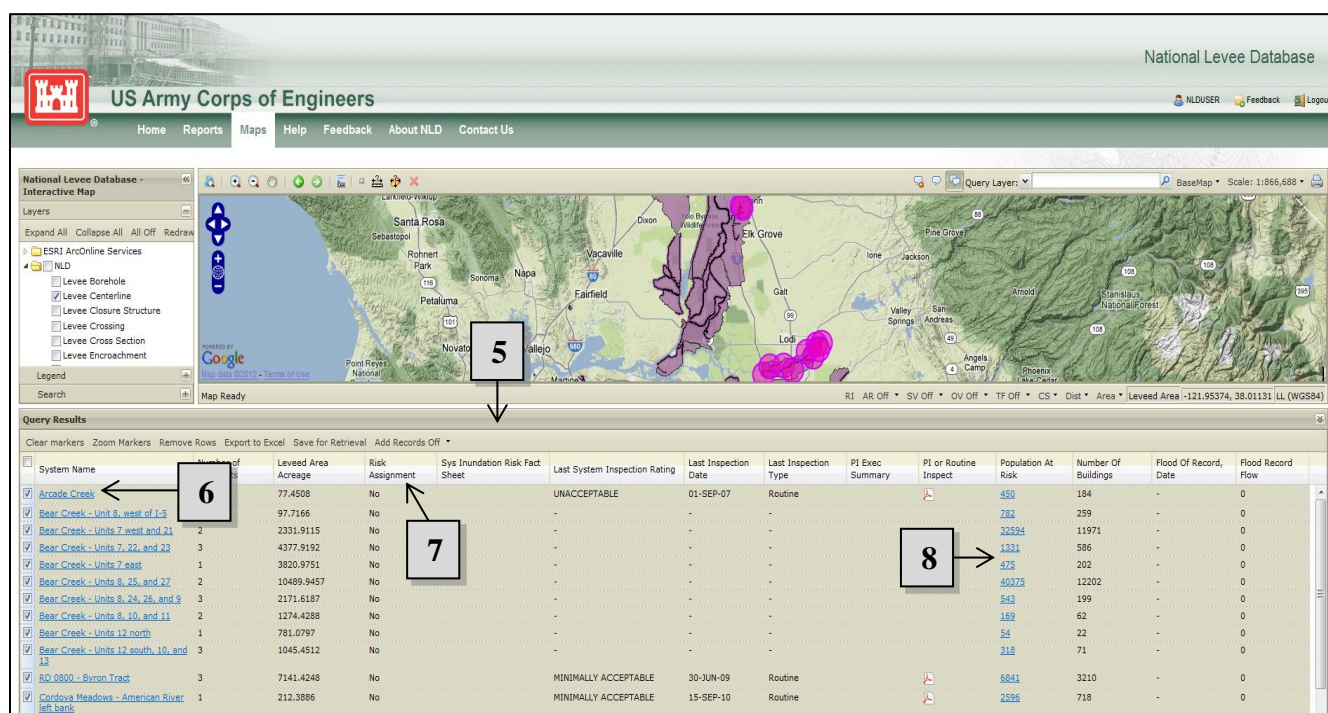 National Levee Database
US Army Corps of Engineers
®
NLDUSER Feedback Logou
Home Reports Maps Help Feedback About NLD Contact Us
National Levee Database - Interactive Map
Query Layer: BaseMap Scale: 1:866,688
Layers
Expand All Collapse All All Off Redraw
ESRI ArcOnline Services
NLD
Levee Borehole
Levee Centerline
Levee Closure Structure
Levee Crossing
Levee Cross Section
Levee Encroachment
Legend
Search
Santa Rosa
Sebastopol
Rohnert Park
116
Sonoma
Napa
Petaluma
101
Novato
Vallejo
680
Point Reyes National
Dixon
Vacaville
80
Fairfield
Elk Grove
5
Galt
99
Lodi
Ione
Jackson
88
Pine Grove
Valley Springs
San Andreas
49
Arnold
Angels Camp
4
Phoenix
Stanislaus National Forest
108
108
108
395
POWERED BY
Google
Map data ©2012 - Terms of Use
Map Ready
RI AR Off SV Off OV Off TF Off CS Dist Area Leveed Area -121.95374, 38.01131 LL (WGS84)
5
Query Results
Clear markers Zoom Markers Remove Rows Export to Excel Save for Retrieval Add Records Off
System Name Number of Leveed Area Acreage Risk Assignment Sys Inundation Risk Fact Sheet Last System Inspection Rating Last Inspection Date Last Inspection Type PI Exec Summary PI or Routine Inspect Population At Risk Number Of Buildings Flood Of Record, Date Flood Record Flow
Arcade Creek 77.4508 No UNACCEPTABLE 01-SEP-07 Routine 450 184 - 0
Bear Creek - Unit 8, west of I-5 97.7166 No - - - 782 259 - 0
Bear Creek - Units 7 west and 21 2 2331.9115 No - - - 32594 11971 - 0
Bear Creek - Units 7, 22, and 23 3 4377.9192 No - - - 1331 586 - 0
Bear Creek - Units 7 east 1 3820.9751 No - - - 475 202 - 0
Bear Creek - Units 8, 25, and 27 2 10489.9457 No - - - 40375 12202 - 0
Bear Creek - Units 8, 24, 26, and 9 3 2171.6187 No - - - 543 199 - 0
Bear Creek - Units 8, 10, and 11 2 1274.4288 No - - - 169 62 - 0
Bear Creek - Units 12 north 1 781.0797 No - - - 54 22 - 0
Bear Creek - Units 12 south, 10, and 13 3 1045.4512 No - - - 318 71 - 0
RD 0800 - Byron Tract 3 7141.4248 No MINIMALLY ACCEPTABLE 30-JUN-09 Routine 6841 3210 - 0
Cordova Meadows - American River left bank 1 212.3886 No MINIMALLY ACCEPTABLE 15-SEP-10 Routine 2596 718 - 0
6
7
8